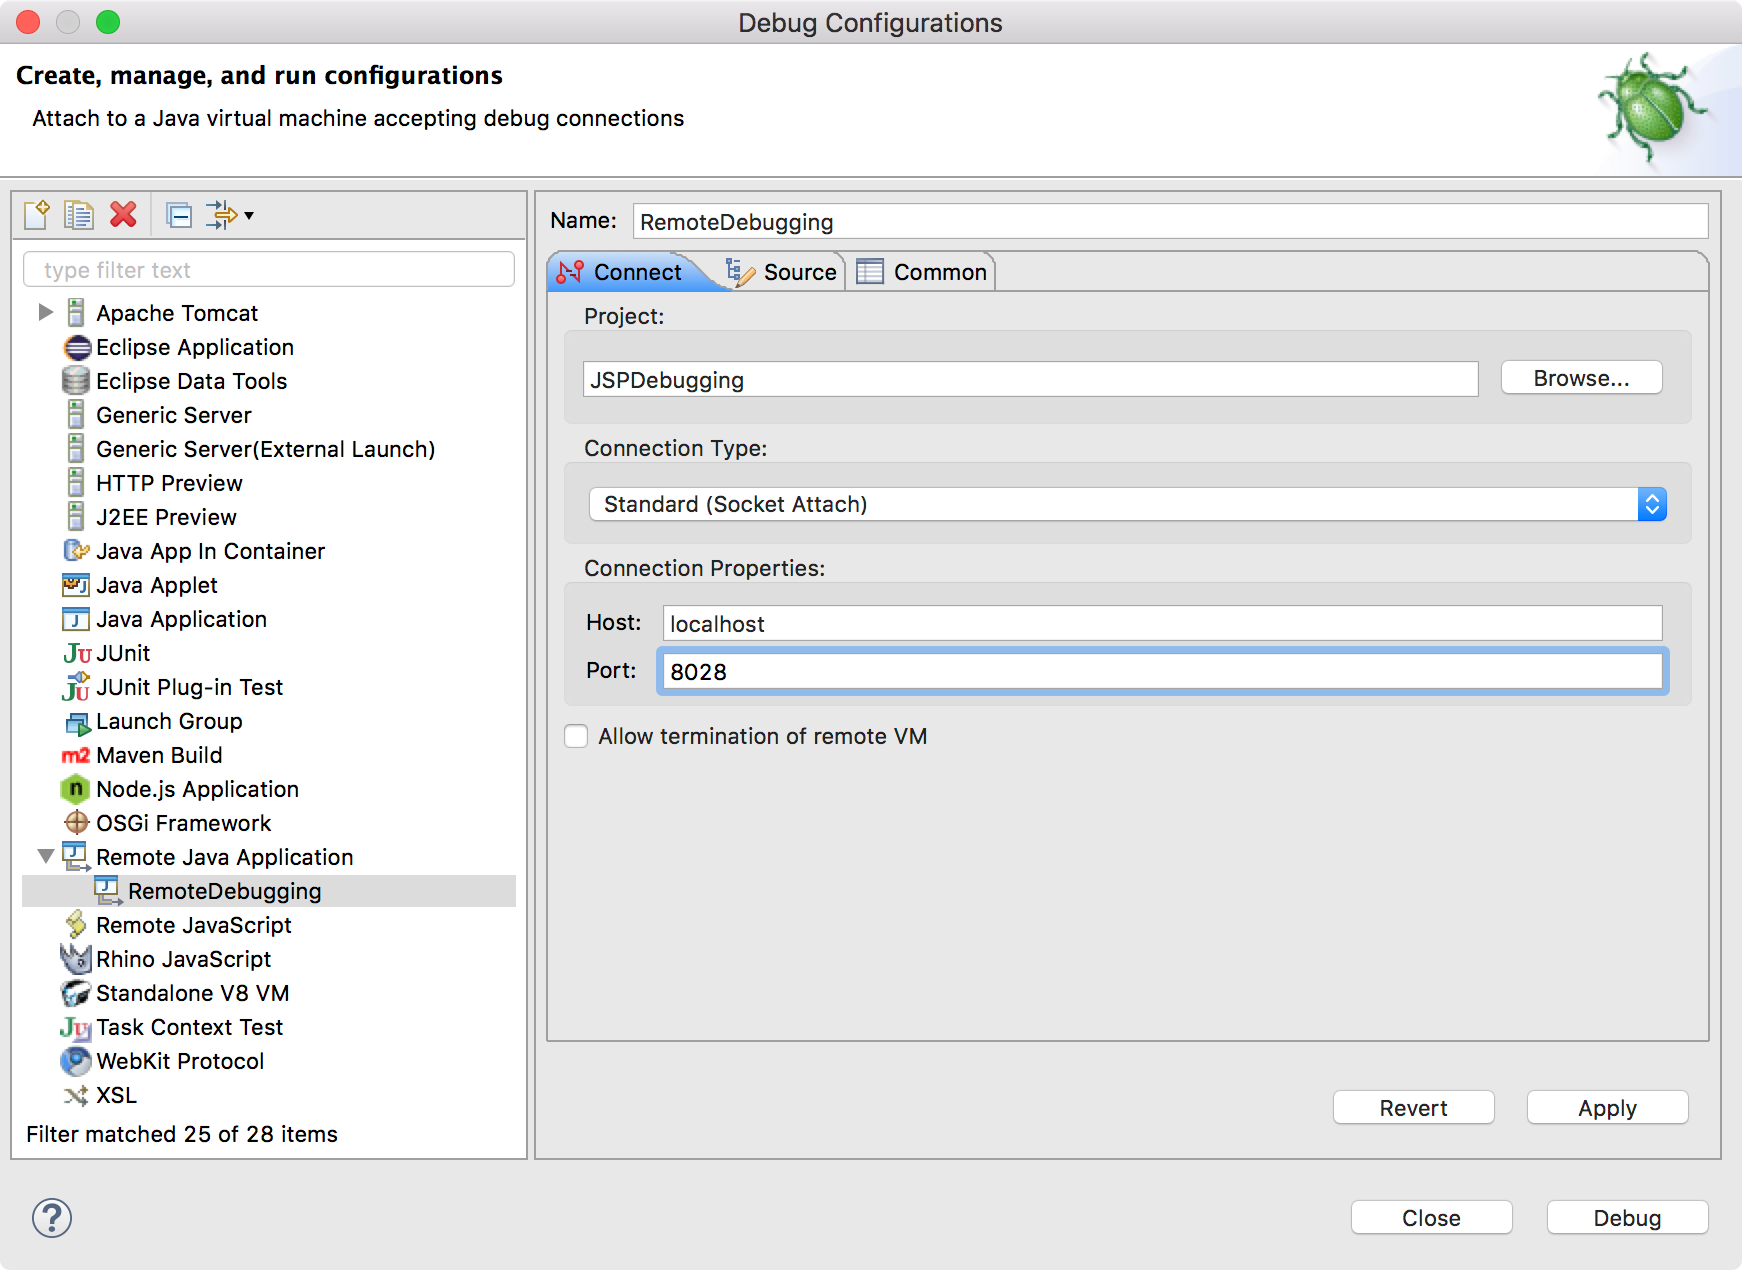 Debug Configurations
Create, manage, and run configurations
Attach to a Java virtual machine accepting debug connections
type filter text
Apache Tomcat
Eclipse Application
Eclipse Data Tools
Generic Server
Generic Server(External Launch)
HTTP Preview
J2EE Preview
Java App In Container
Java Applet
Java Application
JUnit
JUnit Plug-in Test
Launch Group
Maven Build
Node.js Application
OSGi Framework
Remote Java Application
RemoteDebugging
Remote JavaScript
Rhino JavaScript
Standalone V8 VM
Task Context Test
WebKit Protocol
XSL
Filter matched 25 of 28 items
Name: RemoteDebugging
Connect Source Common
Project:
JSPDebugging Browse...
Connection Type:
Standard (Socket Attach)
Connection Properties:
Host: localhost
Port: 8028
Allow termination of remote VM
Revert Apply
Close Debug